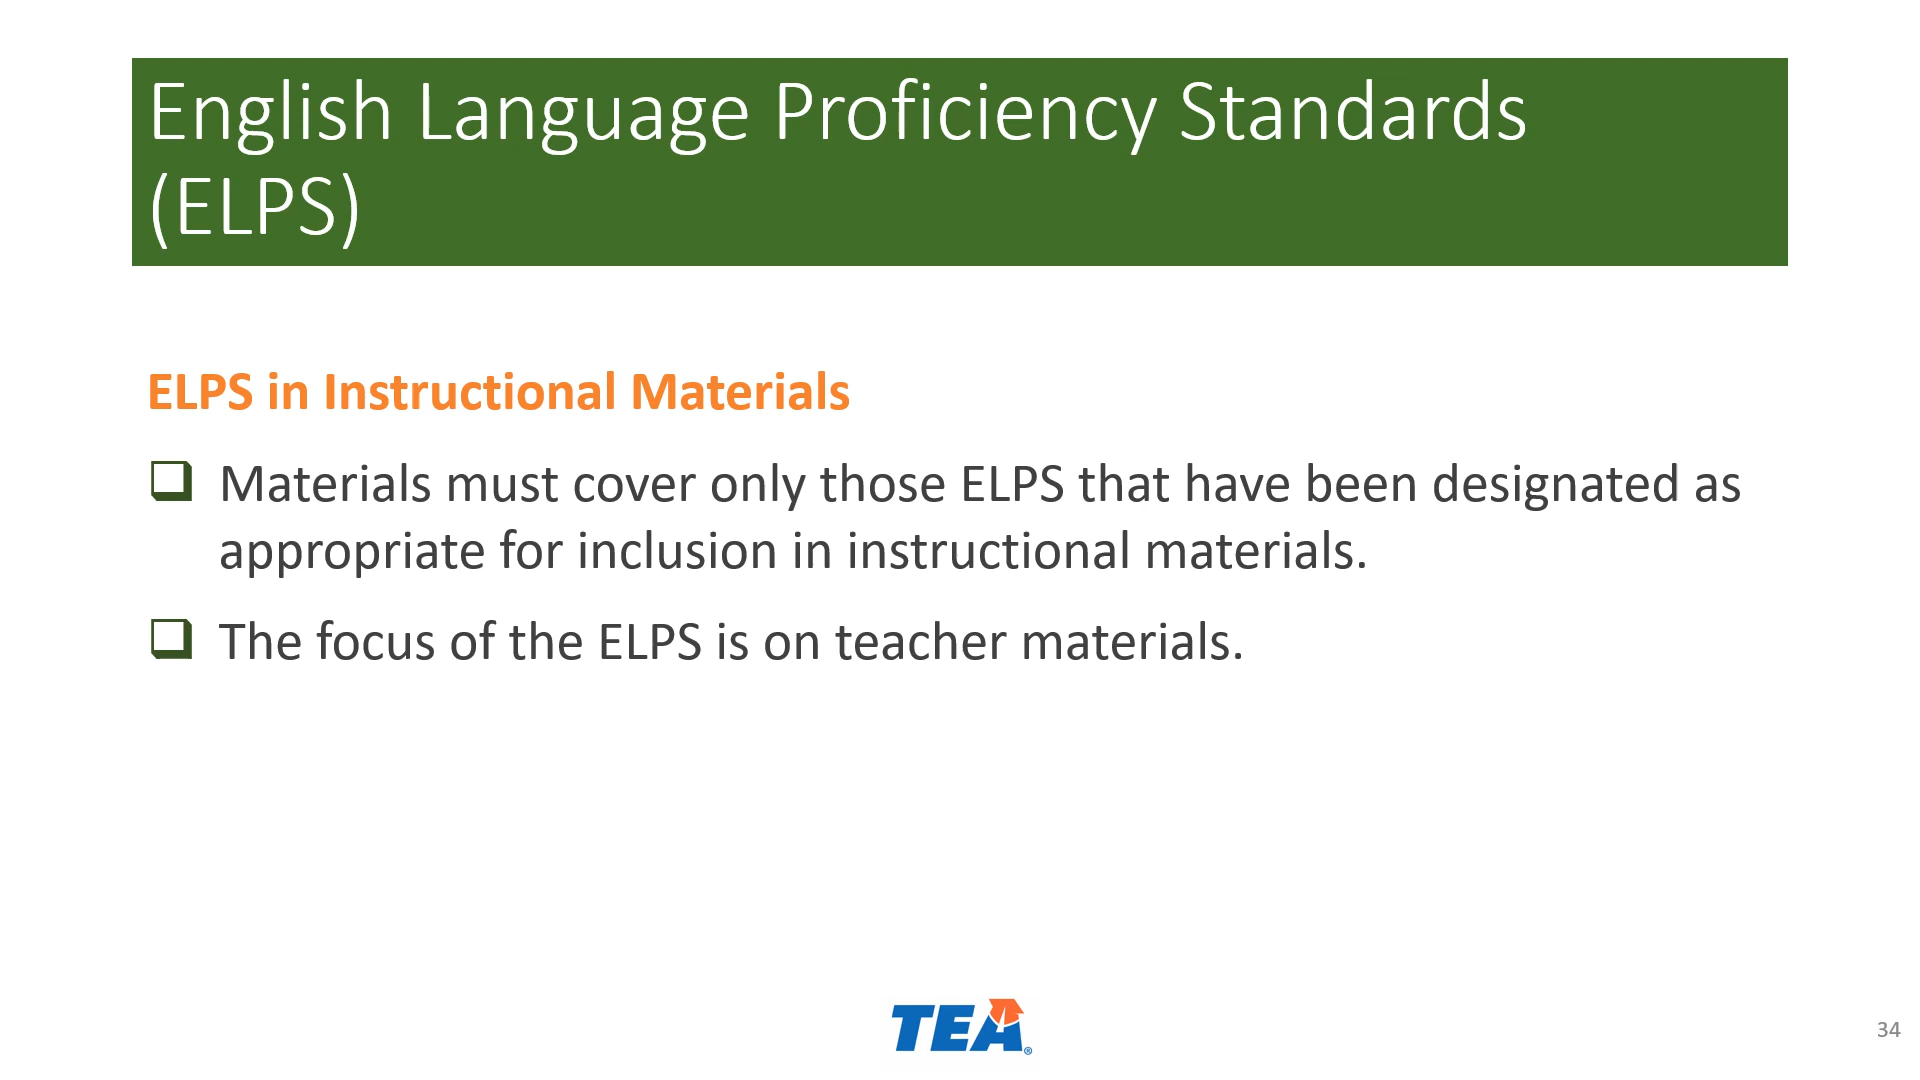 English Language Proficiency Standards
(ELPS)
ELPS in Instructional Materials
Materials must cover only those ELPS that have been designated as
appropriate for inclusion in instructional materials.
The focus of the ELPS is on teacher materials.
TEA®
34